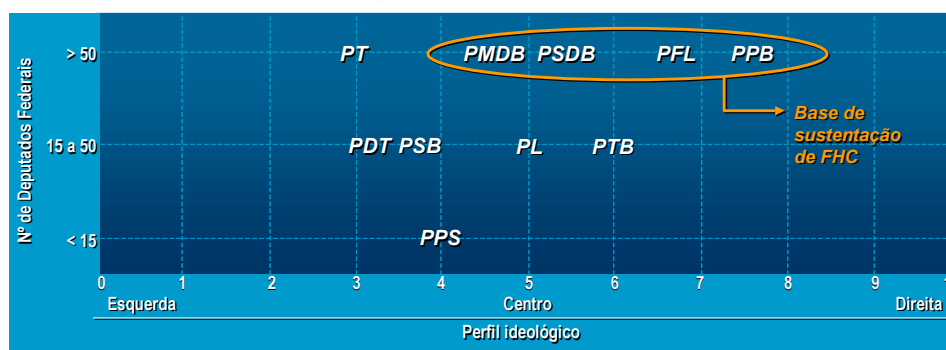 Nº de Deputados Federais
> 50
PT
PMDB
PSDB
PFL
PPB
Base de
sustentação
de FHC
15 a 50
PDT
PSB
PL
PTB
< 15
PPS
0
1
2
3
4
5
6
7
8
9
1
Esquerda
Centro
Direita
Perfil ideológico